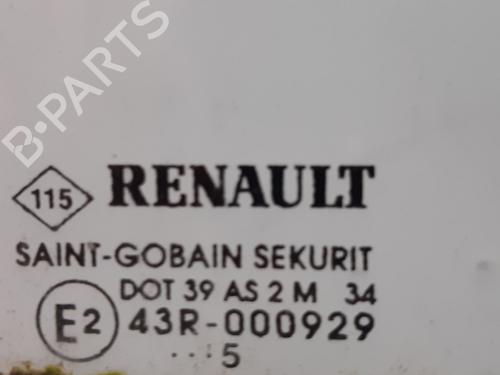 B-PARTS
115 RENAULT
SAINT-GOBAIN SEKURIT
DOT 39 AS 2 M 34
E2 43R-000929
··· 5